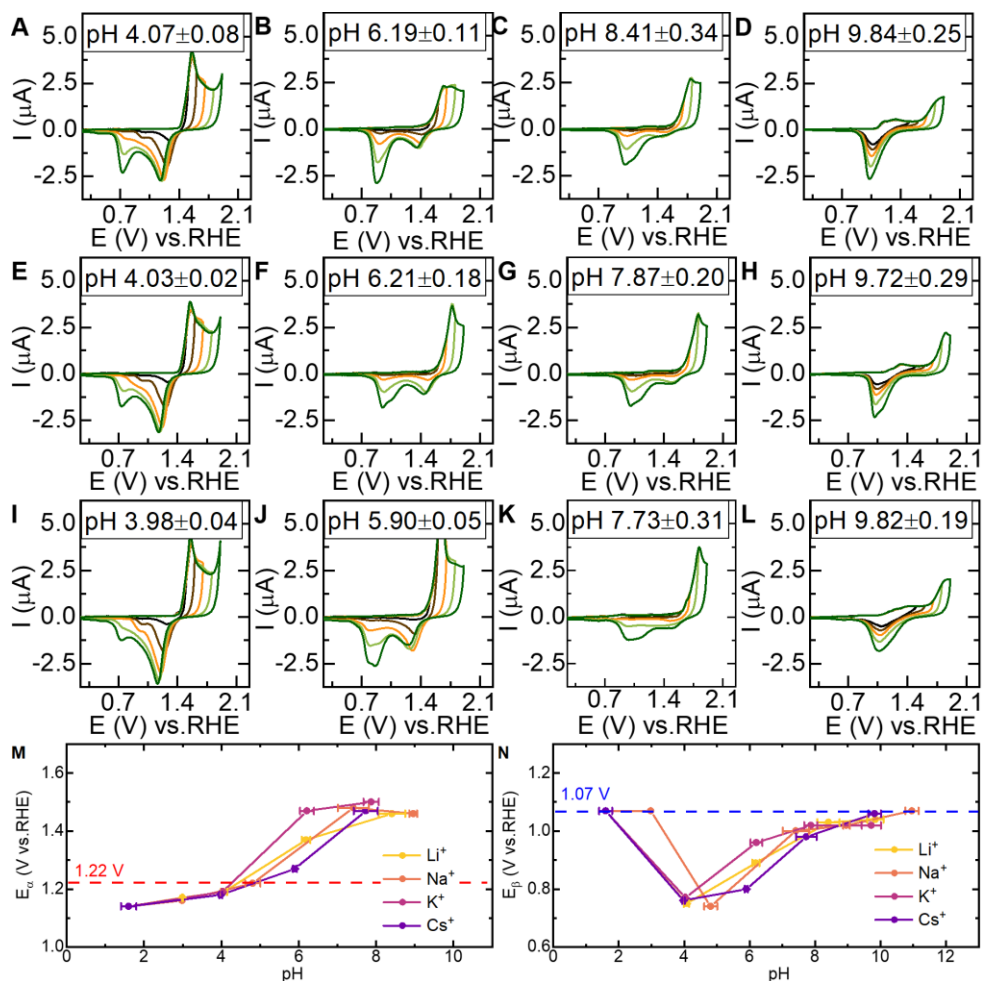 A
pH 4.07±0.08
5.0
2.5
0.0
-2.5
I (µA)
0.7 1.4 2.1
E (V) vs.RHE
B
pH 6.19±0.11
5.0
2.5
0.0
-2.5
I (µA)
0.7 1.4 2.1
E (V) vs.RHE
C
pH 8.41±0.34
5.0
2.5
0.0
-2.5
I (µA)
0.7 1.4 2.1
E (V) vs.RHE
D
pH 9.84±0.25
5.0
2.5
0.0
-2.5
I (µA)
0.7 1.4 2.1
E (V) vs.RHE
E
pH 4.03±0.02
5.0
2.5
0.0
-2.5
I (µA)
0.7 1.4 2.1
E (V) vs.RHE
F
pH 6.21±0.18
5.0
2.5
0.0
-2.5
I (µA)
0.7 1.4 2.1
E (V) vs.RHE
G
pH 7.87±0.20
5.0
2.5
0.0
-2.5
I (µA)
0.7 1.4 2.1
E (V) vs.RHE
H
pH 9.72±0.29
5.0
2.5
0.0
-2.5
I (µA)
0.7 1.4 2.1
E (V) vs.RHE
I
pH 3.98±0.04
5.0
2.5
0.0
-2.5
I (µA)
0.7 1.4 2.1
E (V) vs.RHE
J
pH 5.90±0.05
5.0
2.5
0.0
-2.5
I (µA)
0.7 1.4 2.1
E (V) vs.RHE
K
pH 7.73±0.31
5.0
2.5
0.0
-2.5
I (µA)
0.7 1.4 2.1
E (V) vs.RHE
L
pH 9.82±0.19
5.0
2.5
0.0
-2.5
I (µA)
0.7 1.4 2.1
E (V) vs.RHE
M
1.6
1.4
1.2
1.0
Eα (V vs.RHE)
1.22 V
Li⁺
Na⁺
K⁺
Cs⁺
0 2 4 6 8 10
pH
N
1.2
1.0
0.8
0.6
Eβ (V vs.RHE)
1.07 V
Li⁺
Na⁺
K⁺
Cs⁺
0 2 4 6 8 10 12
pH